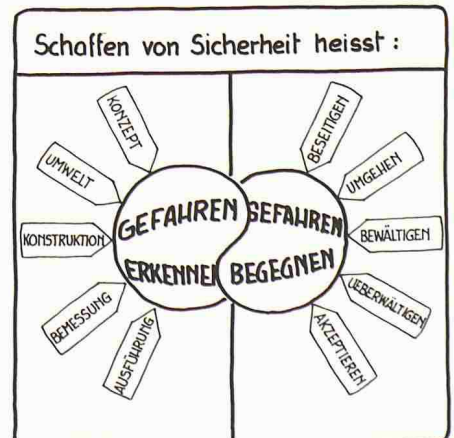 Schaffen von Sicherheit heisst :
KONZEPT
UMWELT
KONSTRUKTION
BEMESSUNG
AUSFÜHRUNG
GEFAHREN
ERKENNEN
GEFAHREN
BEGEGNEN
BESEITIGEN
UMGEHEN
BEWÄLTIGEN
UEBERWÄLTIGEN
AKZEPTIEREN